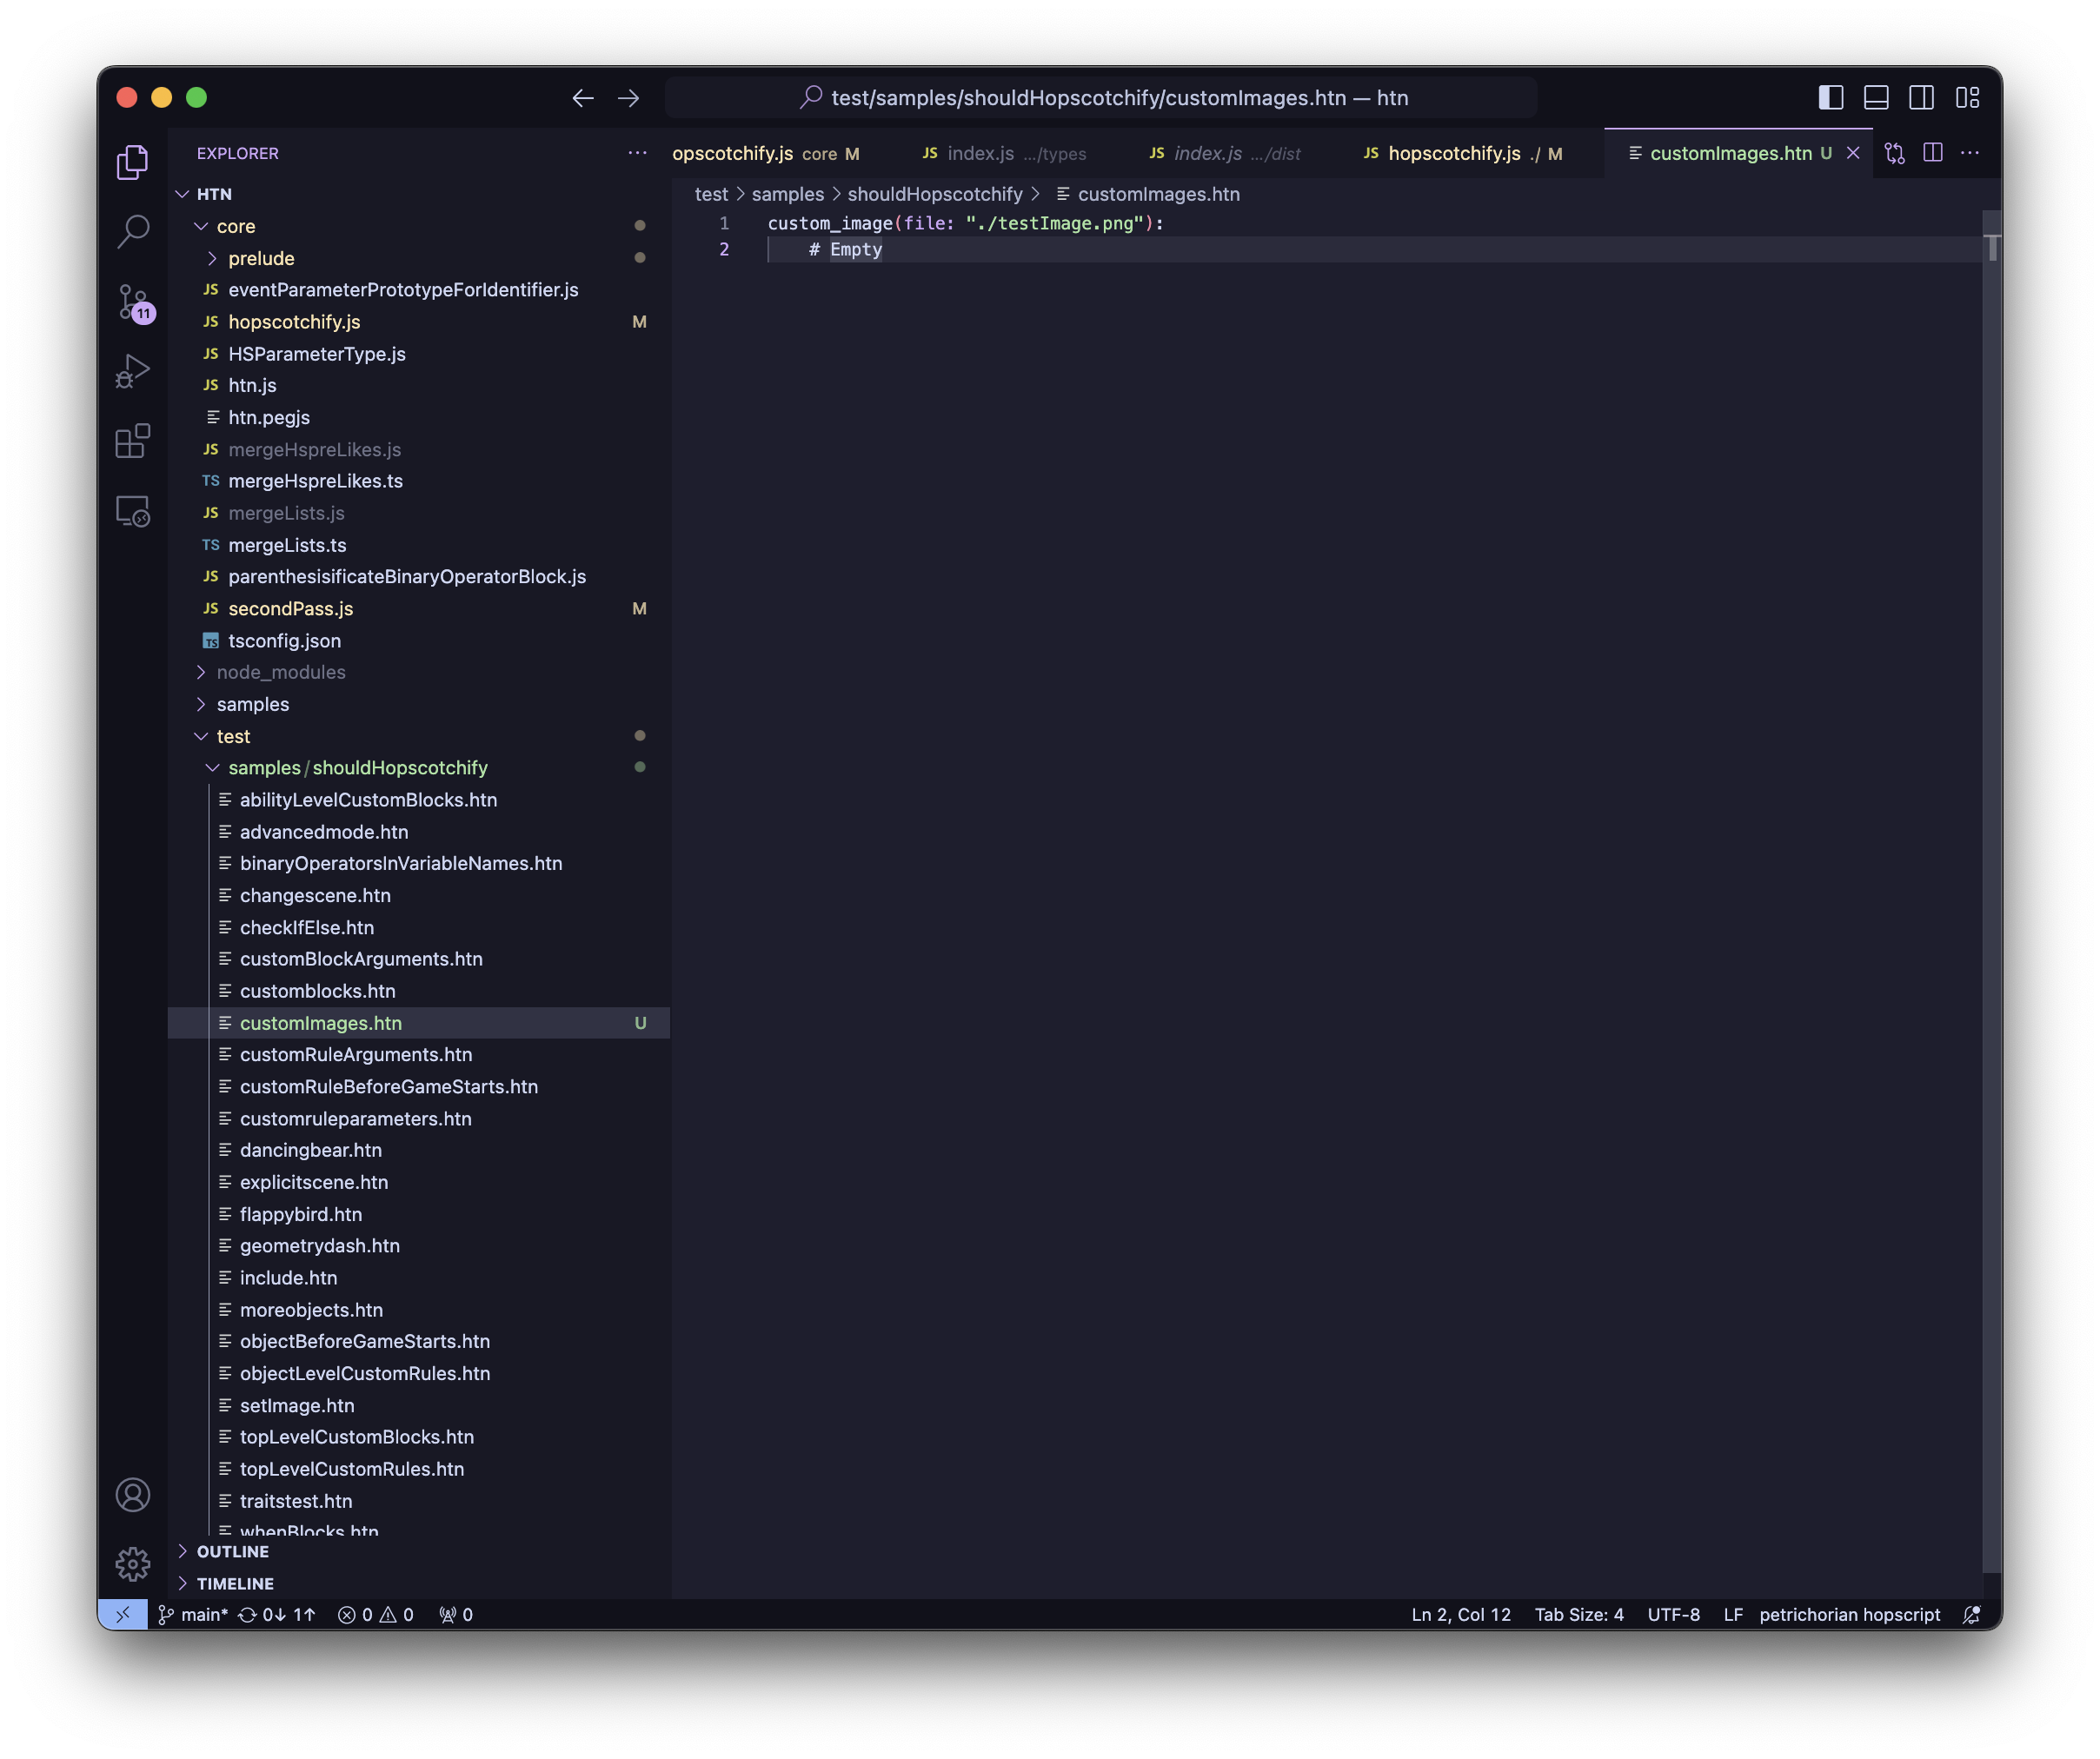 test/samples/shouldHopscotchify/customImages.htn — htn
EXPLORER
opscotchify.js core M
JS index.js .../types
JS index.js .../dist
JS hopscotchify.js ./ M
customImages.htn U
test > samples > shouldHopscotchify > customImages.htn
1 custom_image(file: "./testImage.png"):
2 # Empty
11
HTN
core
prelude
JS eventParameterPrototypeForIdentifier.js
JS hopscotchify.js M
JS HSParameterType.js
JS htn.js
htn.pegjs
JS mergeHspreLikes.js
TS mergeHspreLikes.ts
JS mergeLists.js
TS mergeLists.ts
JS parenthesisificateBinaryOperatorBlock.js
JS secondPass.js M
TS tsconfig.json
node_modules
samples
test
samples/shouldHopscotchify
abilityLevelCustomBlocks.htn
advancedmode.htn
binaryOperatorsInVariableNames.htn
changescene.htn
checkIfElse.htn
customBlockArguments.htn
customblocks.htn
customImages.htn U
customRuleArguments.htn
customRuleBeforeGameStarts.htn
customruleparameters.htn
dancingbear.htn
explicitscene.htn
flappybird.htn
geometrydash.htn
include.htn
moreobjects.htn
objectBeforeGameStarts.htn
objectLevelCustomRules.htn
setImage.htn
topLevelCustomBlocks.htn
topLevelCustomRules.htn
traitstest.htn
whenBlocks.htn
OUTLINE
TIMELINE
main* 0↓ 1↑ 0 0 0
Ln 2, Col 12 Tab Size: 4 UTF-8 LF petrichorian hopscript